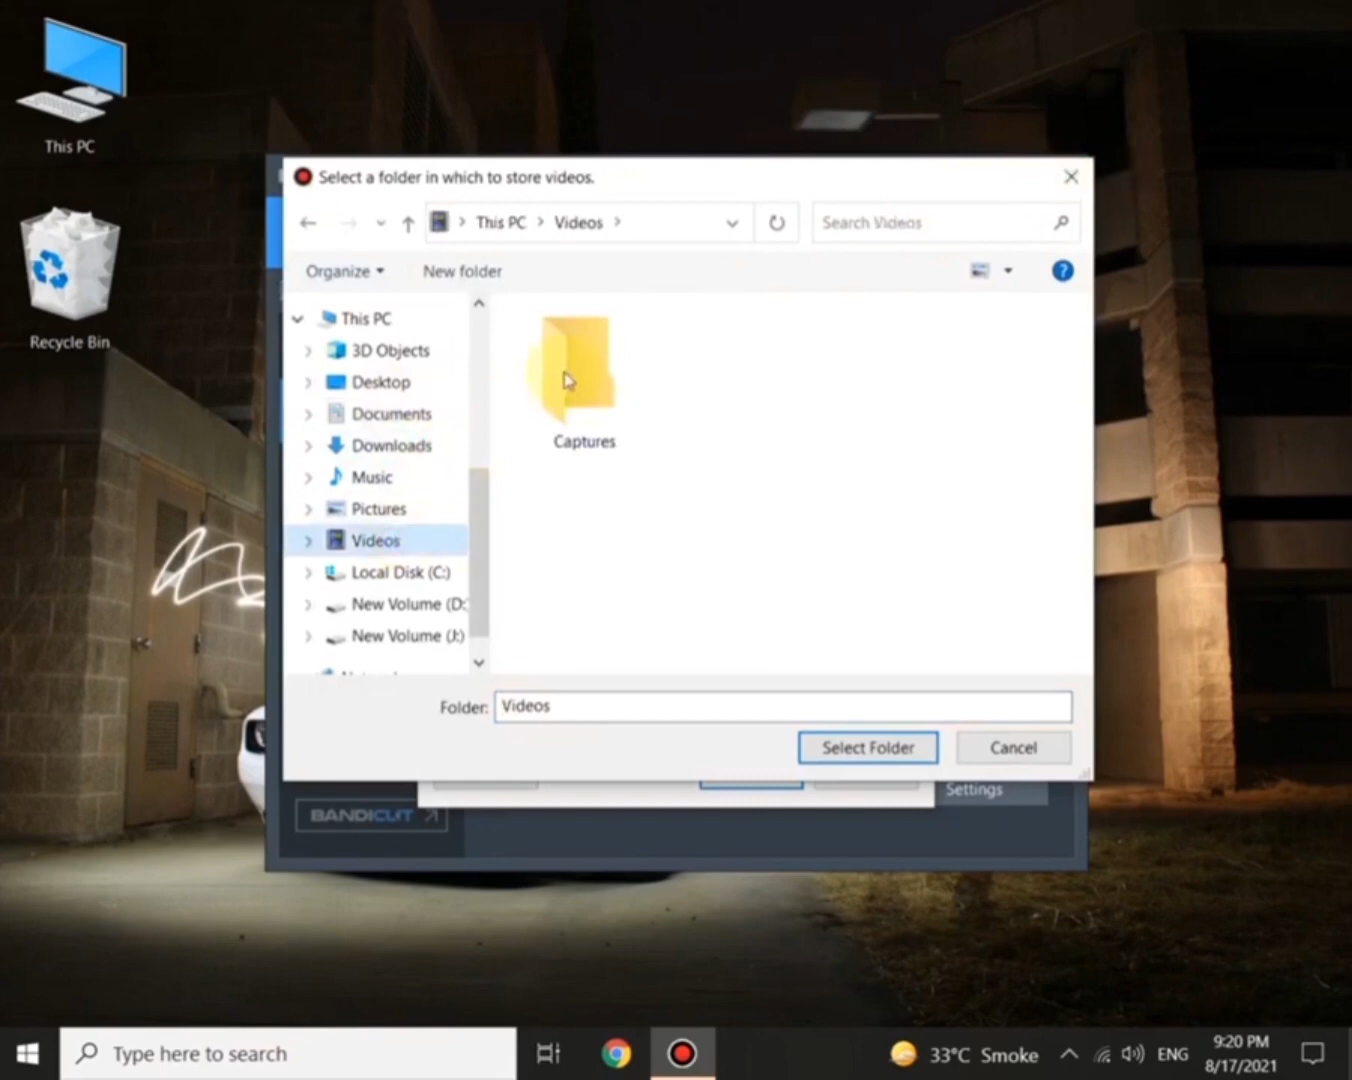 This PC
Recycle Bin
Select a folder in which to store videos.
This PC > Videos >
Search Videos
Organize
New folder
This PC
3D Objects
Desktop
Documents
Downloads
Music
Pictures
Videos
Local Disk (C:)
New Volume (D:
New Volume (J:)
Captures
Folder: Videos
Select Folder
Cancel
Settings
BANDICUT
Type here to search
33°C Smoke
ENG
9:20 PM
8/17/2021